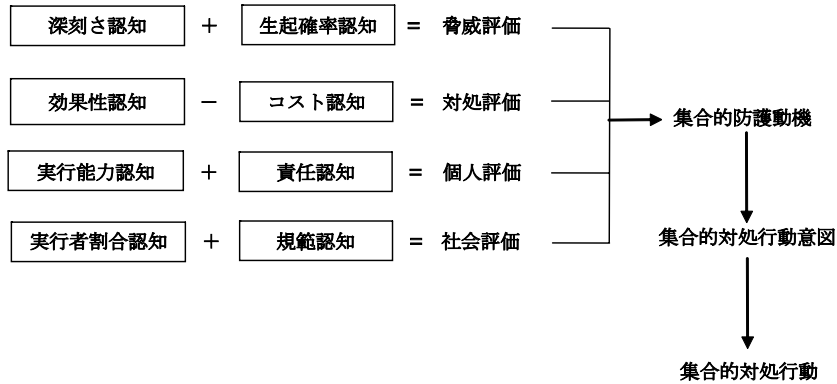 深刻さ認知 + 生起確率認知 = 脅威評価
効果性認知 − コスト認知 = 対処評価
集合的防護動機
実行能力認知 + 責任認知 = 個人評価
実行者割合認知 + 規範認知 = 社会評価
集合的対処行動意図
集合的対処行動